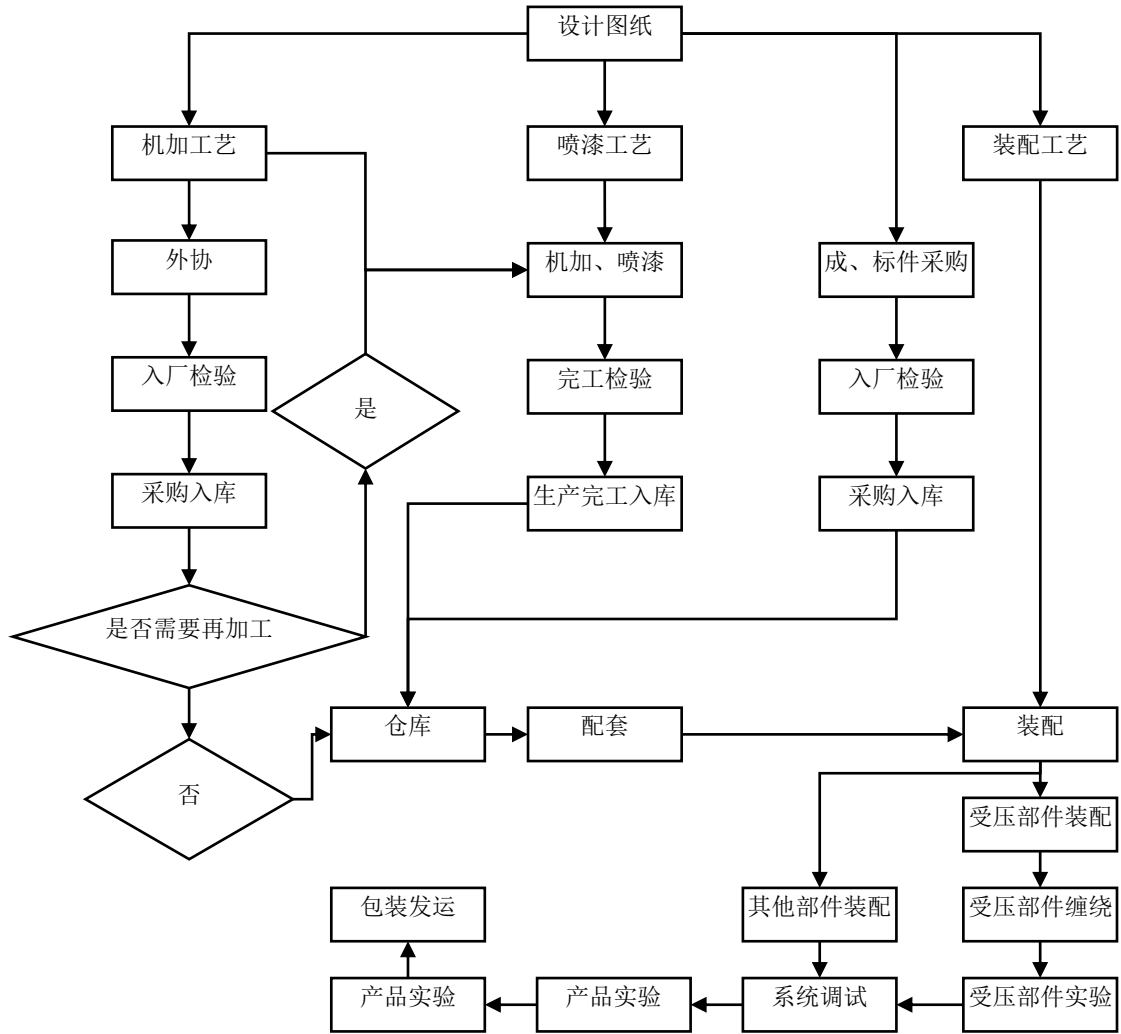 设计图纸
机加工艺
喷漆工艺
装配工艺
外协
机加、喷漆
成、标件采购
入厂检验
是
完工检验
入厂检验
采购入库
生产完工入库
采购入库
是否需要再加工
仓库
配套
装配
否
受压部件装配
包装发运
其他部件装配
受压部件缠绕
产品实验
产品实验
系统调试
受压部件实验